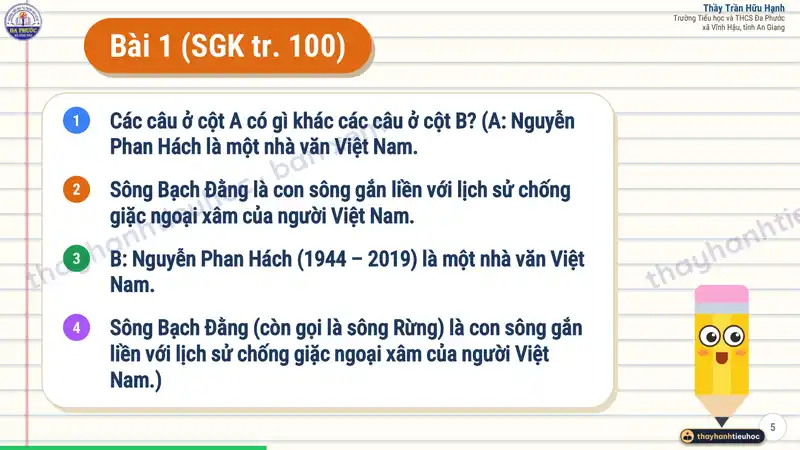 Thầy Trần Hữu Hạnh
Trường Tiểu học và THCS Đa Phước
xã Vĩnh Hậu, tỉnh An Giang
ĐA PHƯỚC
Bài 1 (SGK tr. 100)
1 Các câu ở cột A có gì khác các câu ở cột B? (A: Nguyễn
Phan Hách là một nhà văn Việt Nam.
2 Sông Bạch Đằng là con sông gắn liền với lịch sử chống
giặc ngoại xâm của người Việt Nam.
3 B: Nguyễn Phan Hách (1944 – 2019) là một nhà văn Việt
Nam.
4 Sông Bạch Đằng (còn gọi là sông Rừng) là con sông gắn
liền với lịch sử chống giặc ngoại xâm của người Việt
Nam.)
thayhanhtieuhoc
5